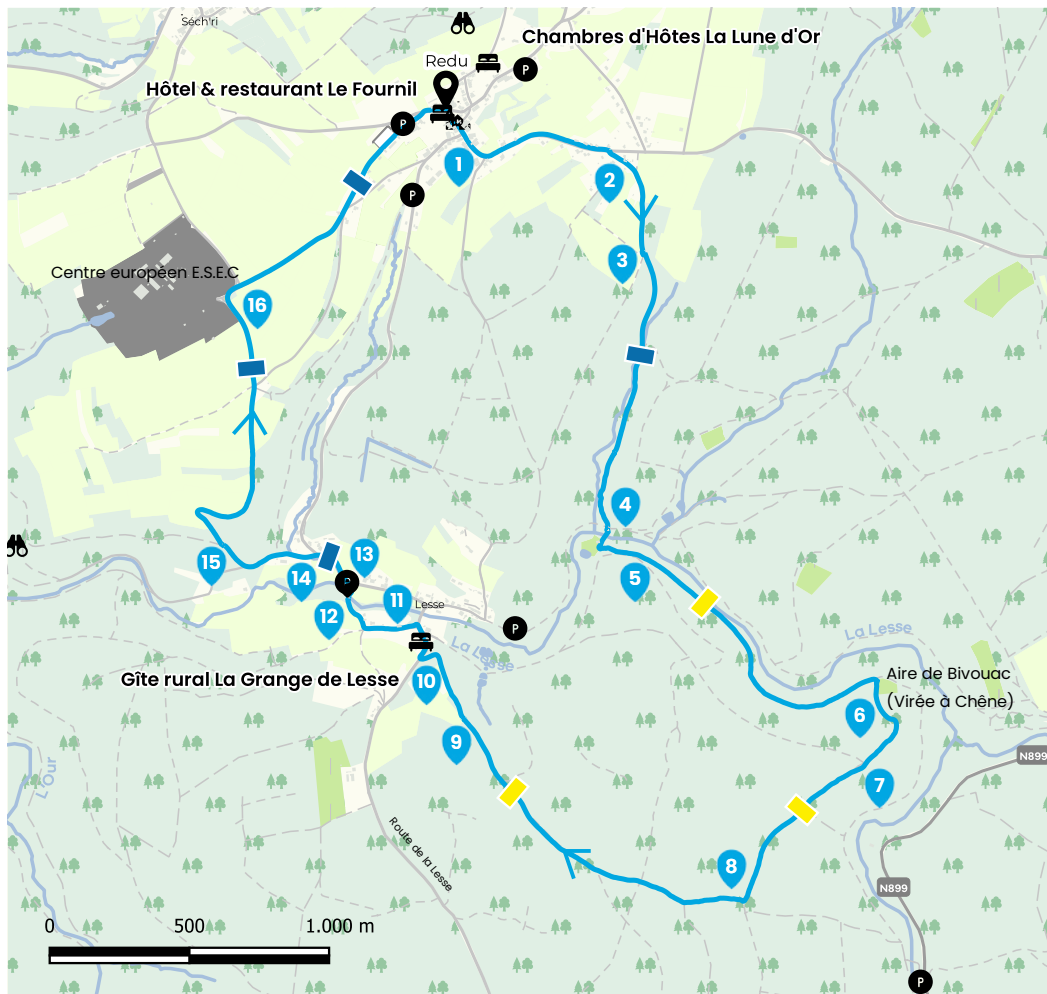 Séch'ri
Chambres d'Hôtes La Lune d'Or
Redu
P
Hôtel & restaurant Le Fournil
P
1
2
P
3
Centre européen E.S.E.C
16
4
13
15
14
5
P
11
Lesse
12
P
La Lesse
La Lesse
Gîte rural La Grange de Lesse
10
Aire de Bivouac
(Virée à Chêne)
6
9
N899
L'Our
7
Route de la Lesse
8
N899
0 500 1.000 m
P